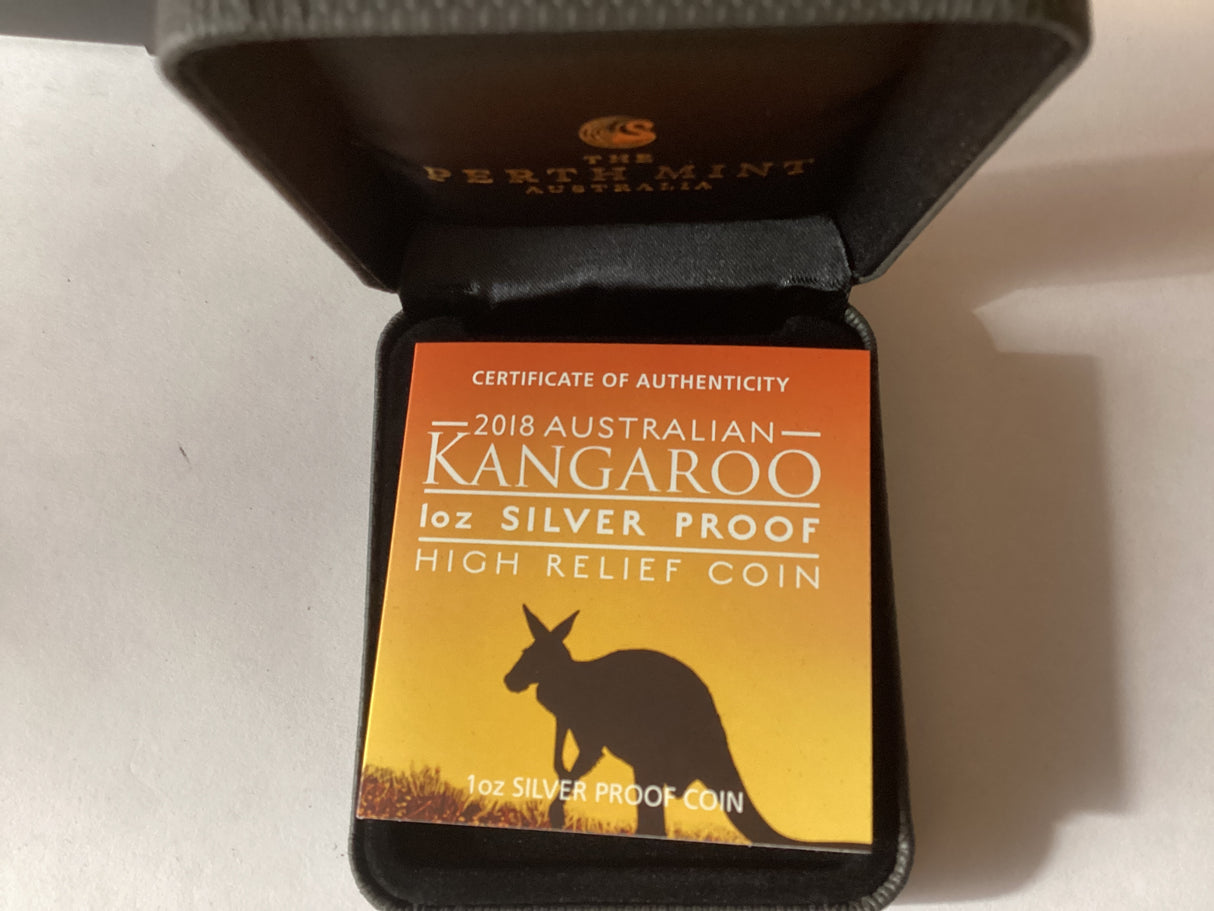 THE
PERTH MINT
AUSTRALIA
CERTIFICATE OF AUTHENTICITY
2018 AUSTRALIAN
KANGAROO
1oz SILVER PROOF
HIGH RELIEF COIN
1oz SILVER PROOF COIN